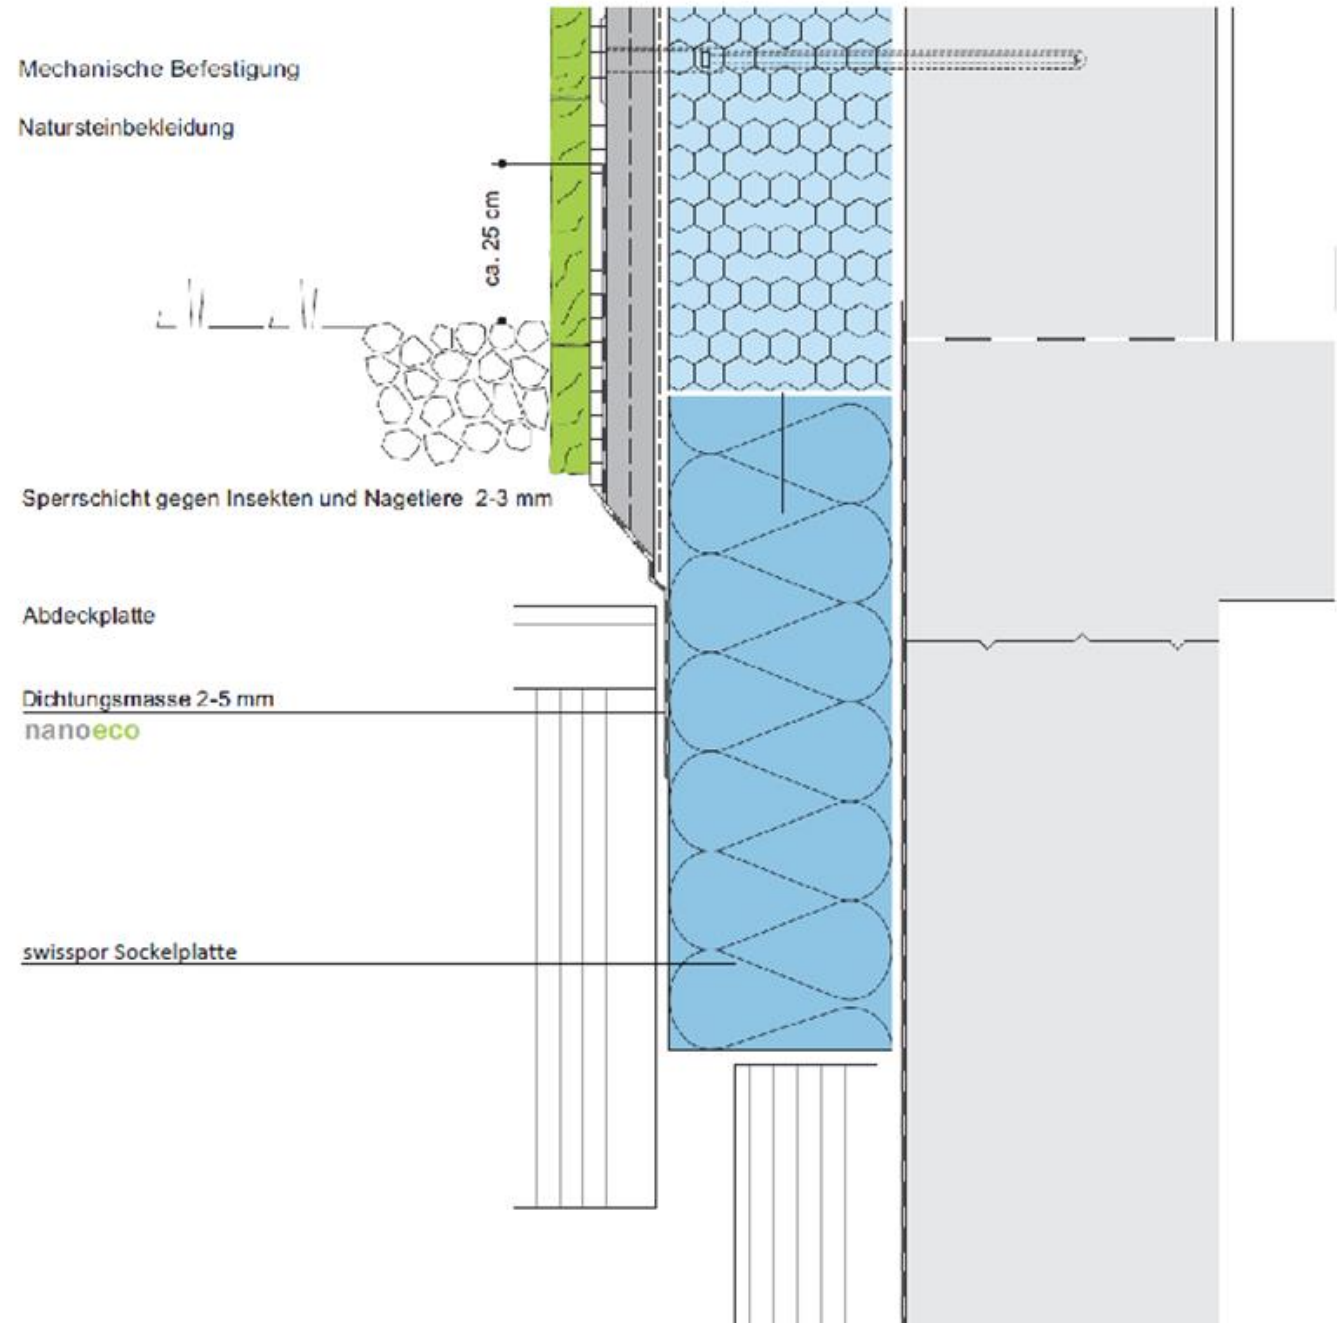 Mechanische Befestigung
Natursteinbekleidung
ca. 25 cm
Sperrschicht gegen Insekten und Nagetiere 2-3 mm
Abdeckplatte
Dichtungsmasse 2-5 mm
nanoeco
swisspor Sockelplatte